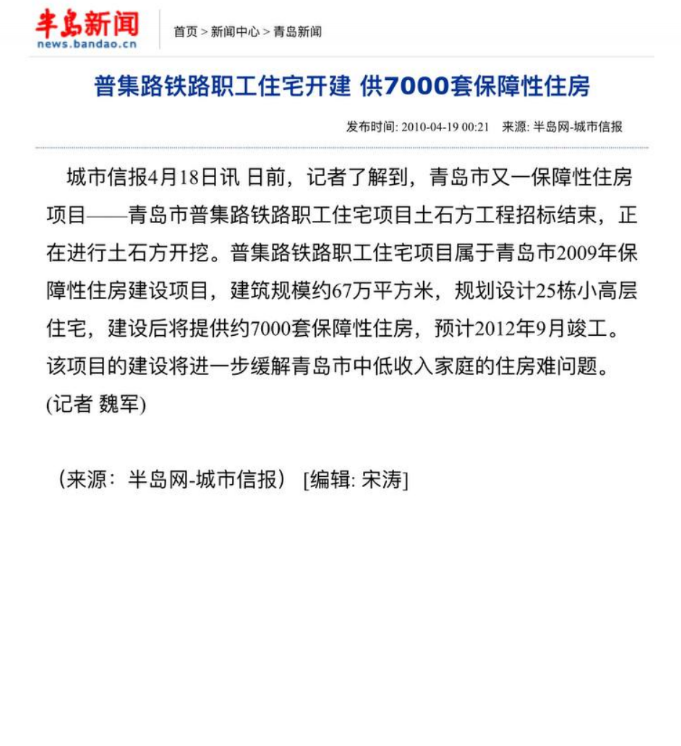 半岛新闻
news.bandao.cn
首页 > 新闻中心 > 青岛新闻
普集路铁路职工住宅开建 供7000套保障性住房
发布时间: 2010-04-19 00:21 来源: 半岛网-城市信报
城市信报4月18日讯 日前，记者了解到，青岛市又一保障性住房
项目——青岛市普集路铁路职工住宅项目土石方工程招标结束，正
在进行土石方开挖。普集路铁路职工住宅项目属于青岛市2009年保
障性住房建设项目，建筑规模约67万平方米，规划设计25栋小高层
住宅，建设后将提供约7000套保障性住房，预计2012年9月竣工。
该项目的建设将进一步缓解青岛市中低收入家庭的住房难问题。
(记者 魏军)
（来源：半岛网-城市信报） [编辑: 宋涛]